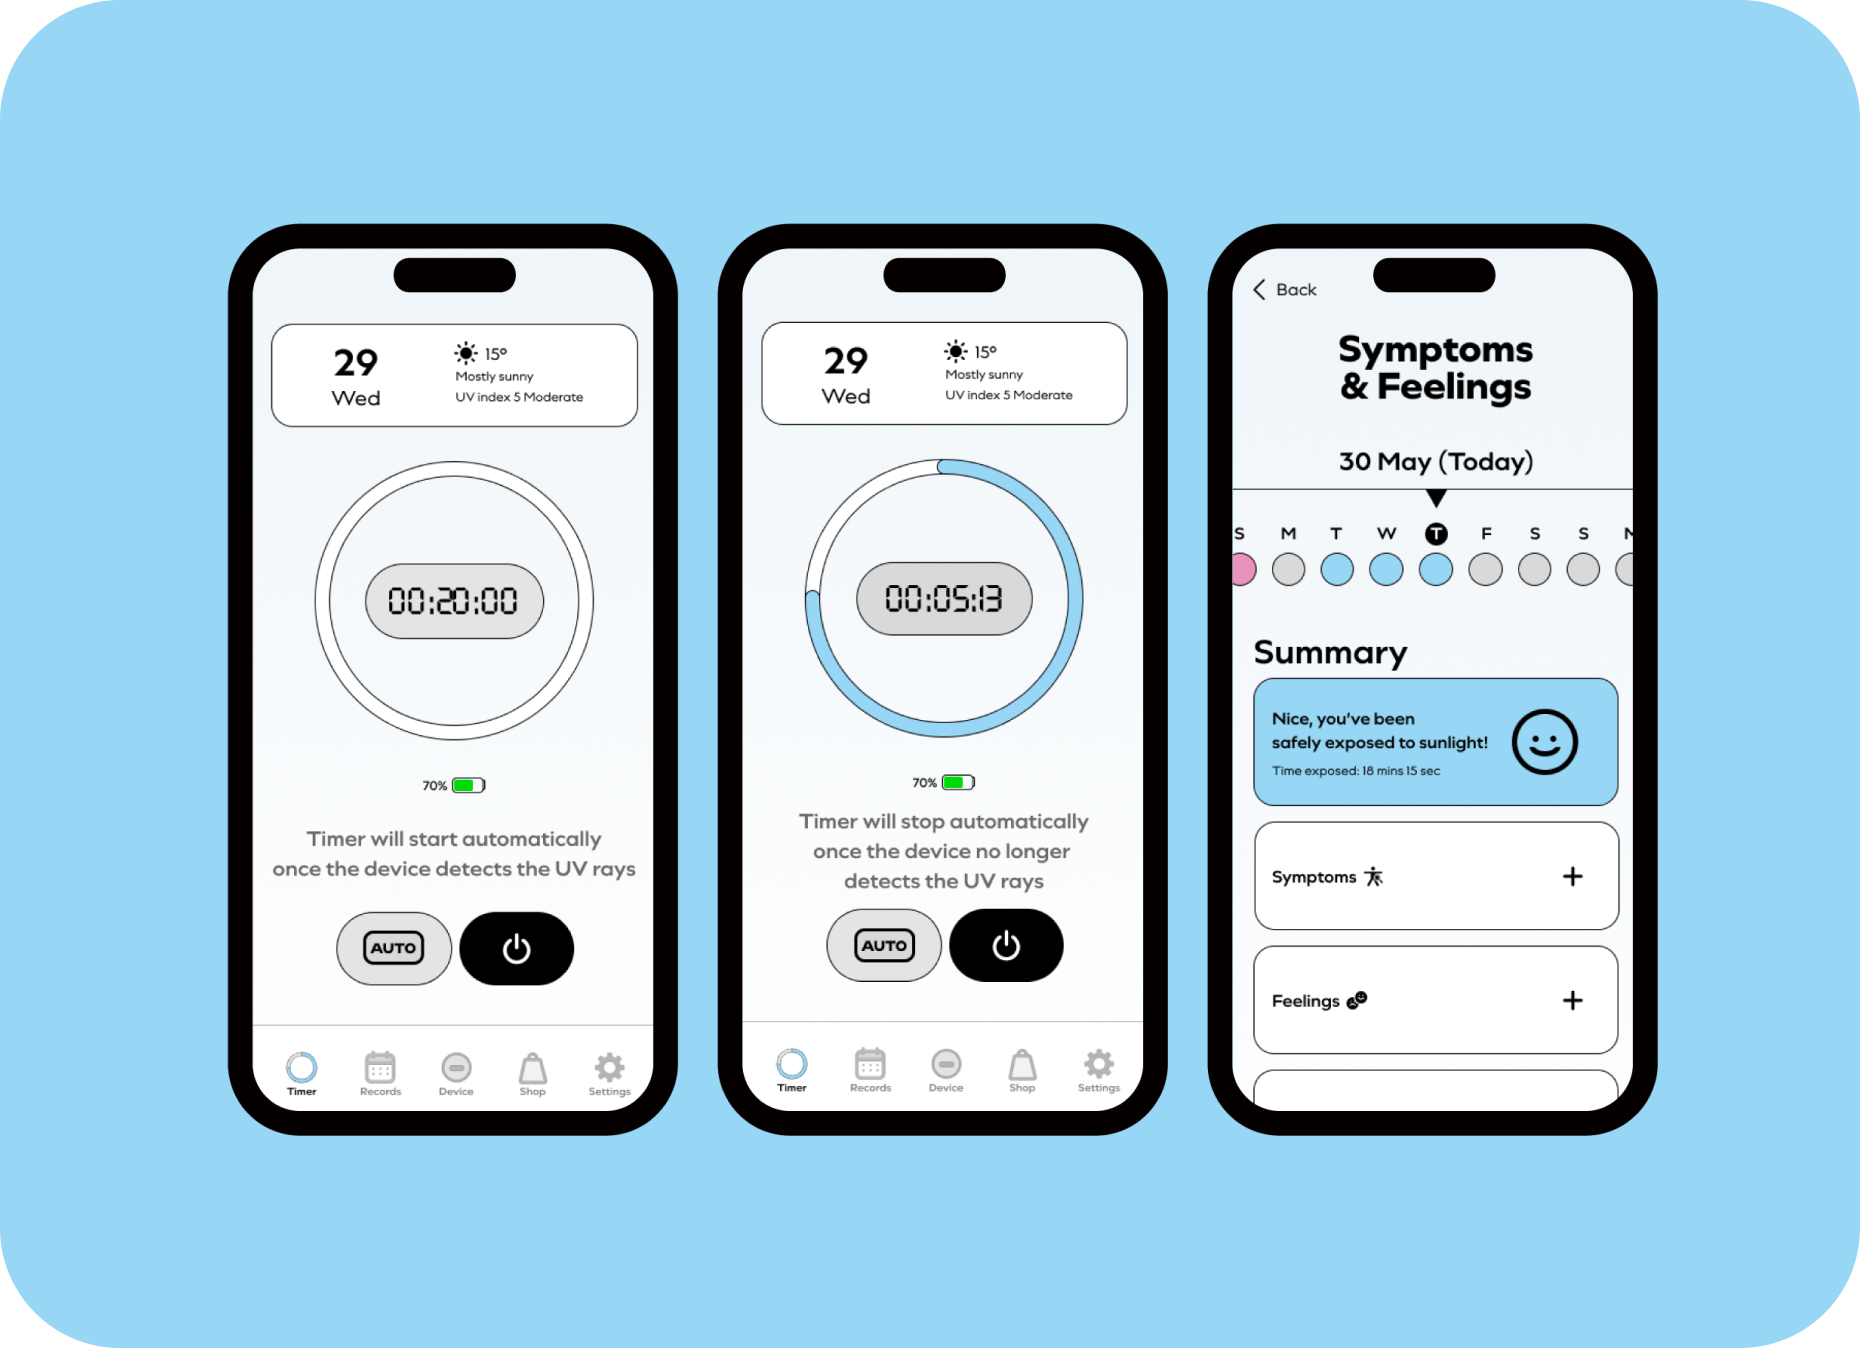 29
Wed
15°
Mostly sunny
UV index 5 Moderate
00:20:00
70%
Timer will start automatically
once the device detects the UV rays
AUTO
Timer
Records
Device
Shop
Settings
29
Wed
15°
Mostly sunny
UV index 5 Moderate
00:05:13
70%
Timer will stop automatically
once the device no longer
detects the UV rays
AUTO
Timer
Records
Device
Shop
Settings
Back
Symptoms
& Feelings
30 May (Today)
S M T W T F S S M
Summary
Nice, you've been
safely exposed to sunlight!
Time exposed: 18 mins 15 sec
Symptoms
Feelings